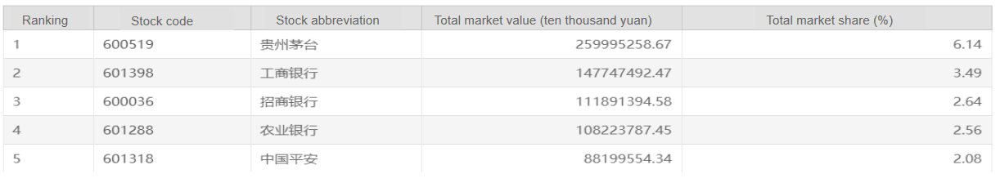 Ranking Stock code Stock abbreviation Total market value (ten thousand yuan) Total market share (%)
1 600519 贵州茅台 259995258.67 6.14
2 601398 工商银行 147747492.47 3.49
3 600036 招商银行 111891394.58 2.64
4 601288 农业银行 108223787.45 2.56
5 601318 中国平安 88199554.34 2.08